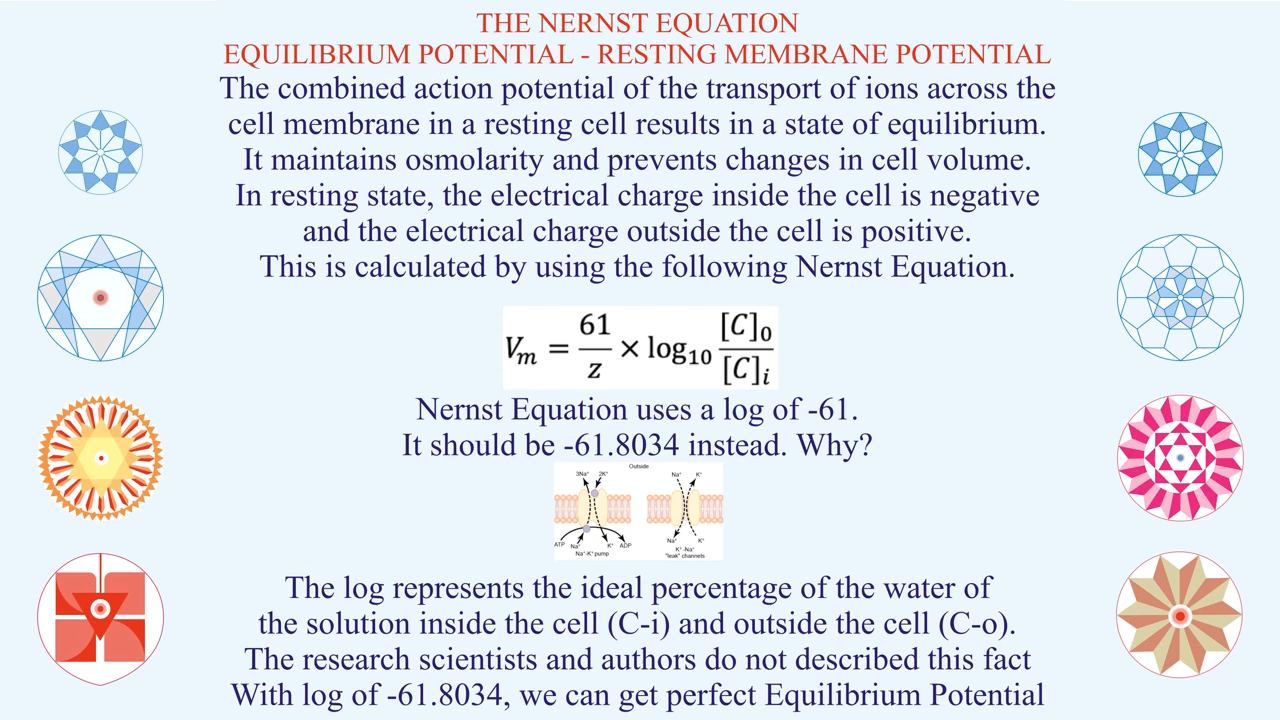 THE NERNST EQUATION
EQUILIBRIUM POTENTIAL - RESTING MEMBRANE POTENTIAL
The combined action potential of the transport of ions across the
cell membrane in a resting cell results in a state of equilibrium.
It maintains osmolarity and prevents changes in cell volume.
In resting state, the electrical charge inside the cell is negative
and the electrical charge outside the cell is positive.
This is calculated by using the following Nernst Equation.
Vₘ = 61/z × log₁₀ [C]₀/[C]ᵢ
Nernst Equation uses a log of -61.
It should be -61.8034 instead. Why?
Outside
3Na⁺ 2K⁺ Na⁺ K⁺
ATP Na⁺ K⁺ ADP Na⁺ K⁺
Na⁺-K⁺ pump
K⁺-Na⁺
"leak" channels
The log represents the ideal percentage of the water of
the solution inside the cell (C-i) and outside the cell (C-o).
The research scientists and authors do not described this fact
With log of -61.8034, we can get perfect Equilibrium Potential